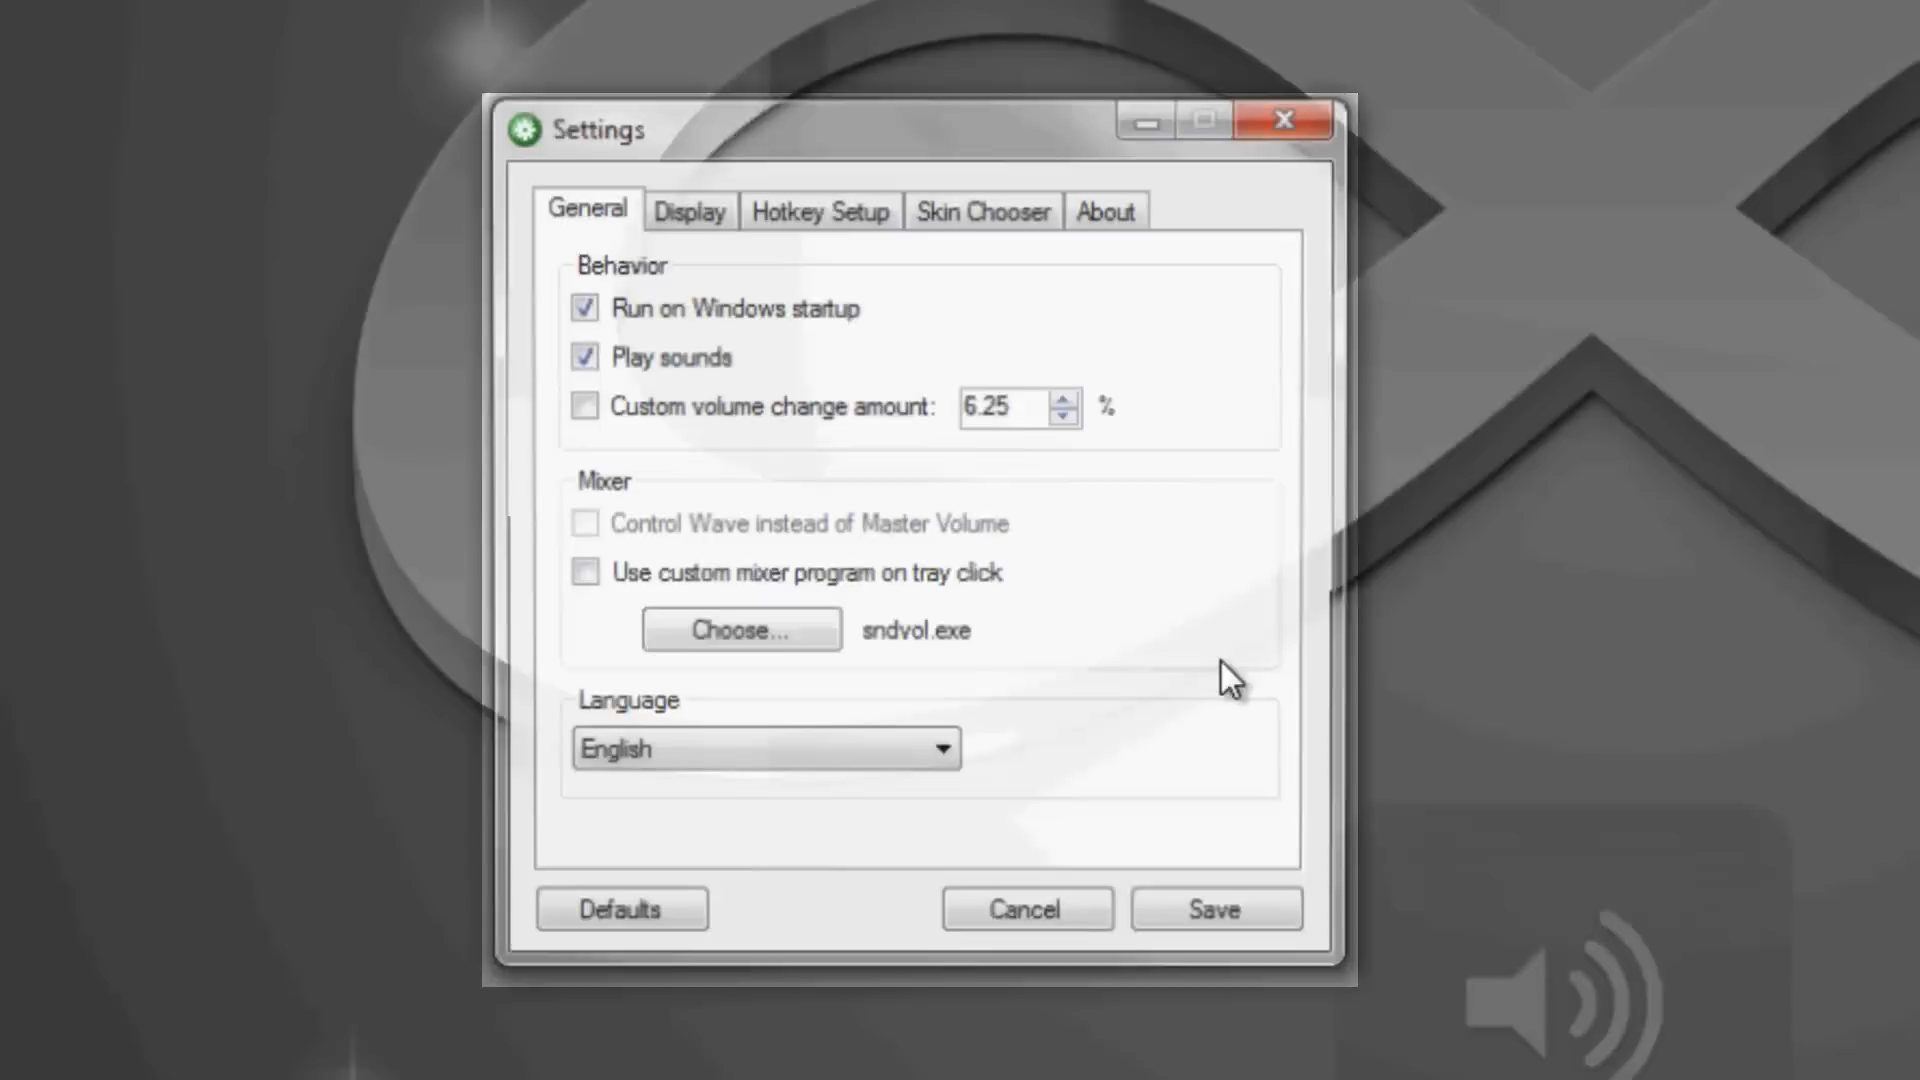 Settings
General
Display
Hotkey Setup
Skin Chooser
About
Behavior
Run on Windows startup
Play sounds
Custom volume change amount: 6.25 %
Mixer
Control Wave instead of Master Volume
Use custom mixer program on tray click
Choose... sndvol.exe
Language
English
Defaults
Cancel
Save